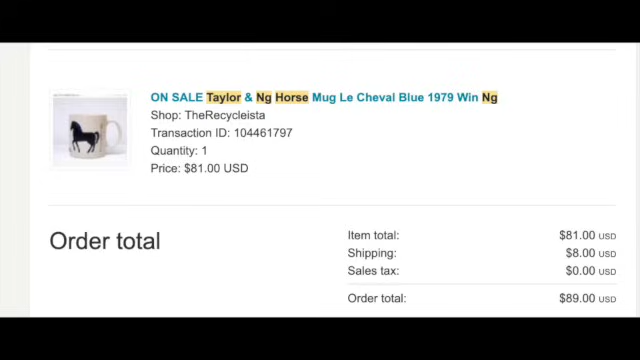 ON SALE Taylor & Ng Horse Mug Le Cheval Blue 1979 Win Ng
Shop: TheRecycleista
Transaction ID: 104461797
Quantity: 1
Price: $81.00 USD
Order total
Item total: $81.00 USD
Shipping: $8.00 USD
Sales tax: $0.00 USD
Order total: $89.00 USD